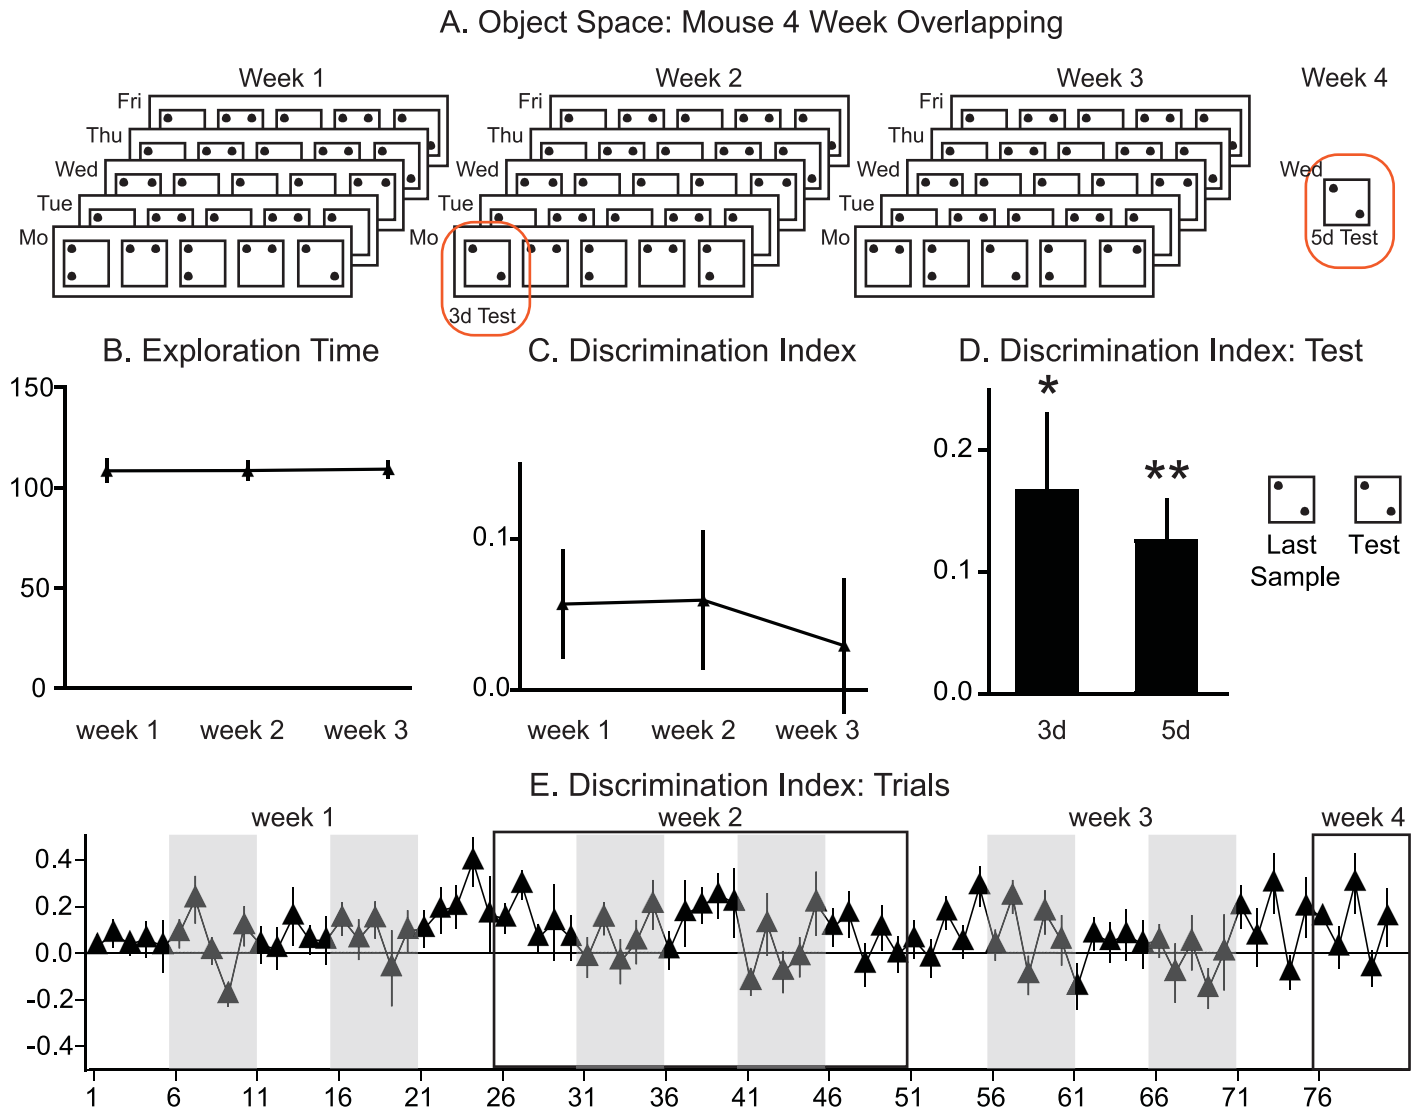 A. Object Space: Mouse 4 Week Overlapping
Week 1
Week 2
Week 3
Week 4
Fri
Thu
Wed
Tue
Mo
Fri
Thu
Wed
Tue
Mo
3d Test
Fri
Thu
Wed
Tue
Mo
Wed
5d Test
B. Exploration Time
150
100
50
0
week 1
week 2
week 3
C. Discrimination Index
0.1
0.0
week 1
week 2
week 3
D. Discrimination Index: Test
*
**
0.2
0.1
0.0
3d
5d
Last
Sample
Test
E. Discrimination Index: Trials
week 1
week 2
week 3
week 4
0.4
0.2
0.0
-0.2
-0.4
1 6 11 16 21 26 31 36 41 46 51 56 61 66 71 76